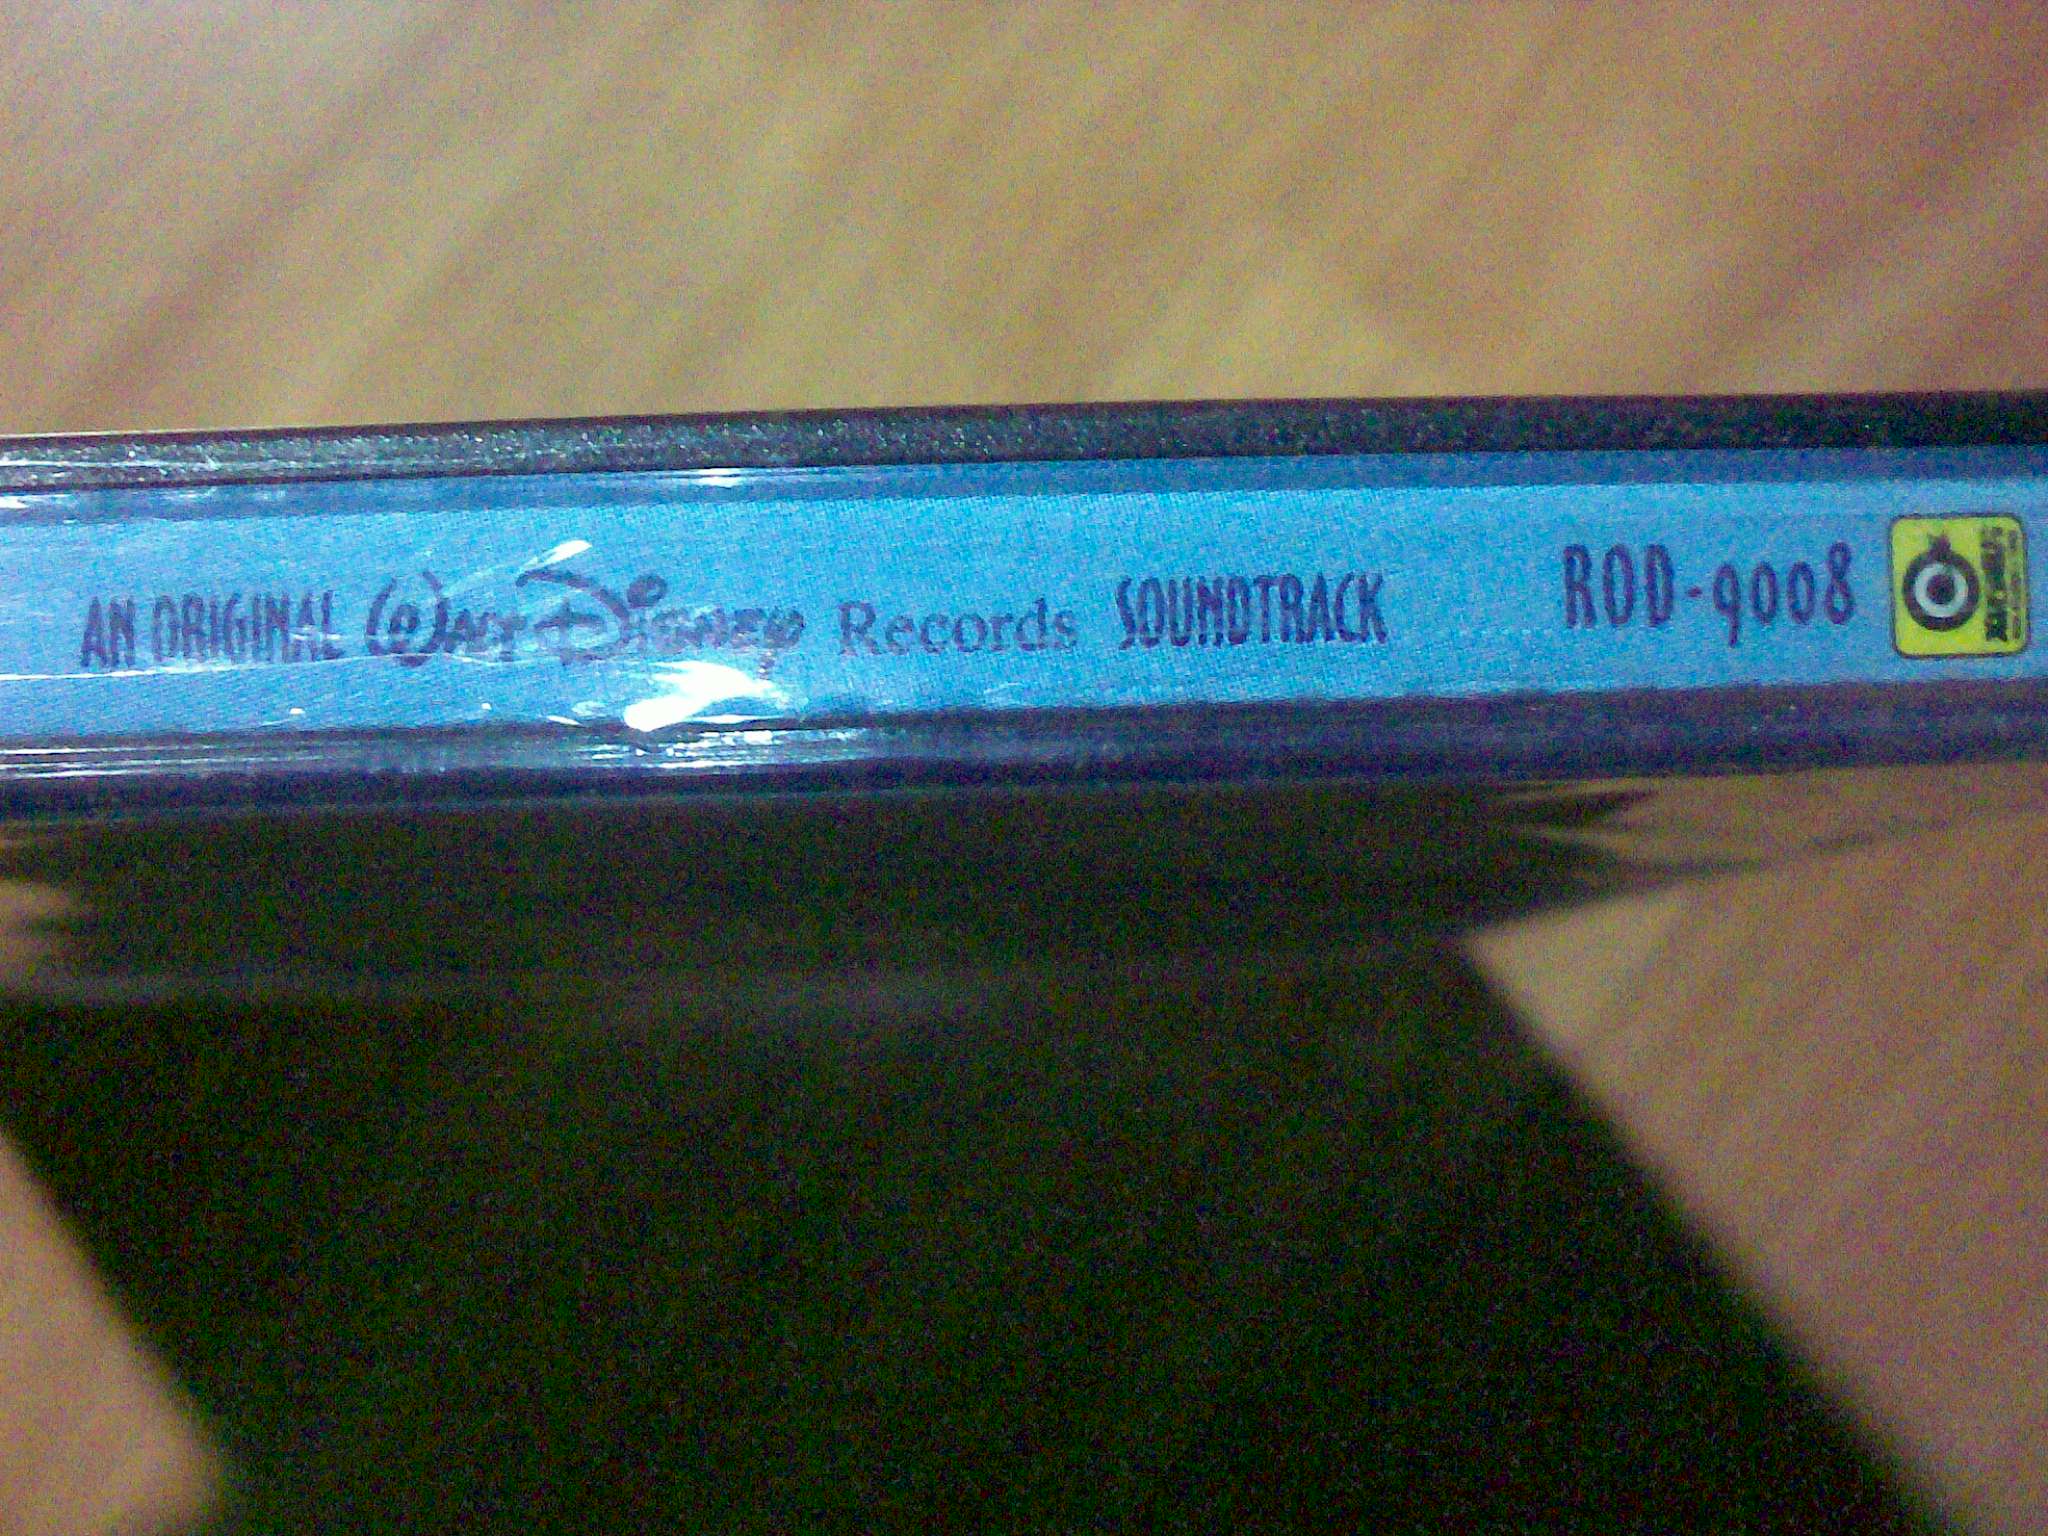 AN ORIGINAL Walt Disney Records SOUNDTRACK ROD-9008